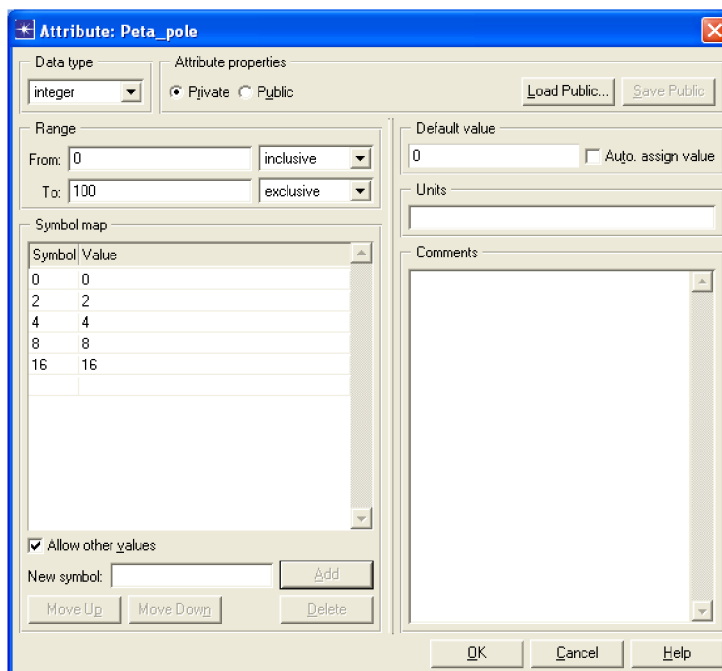 Attribute: Peta_pole
Data type
integer
Attribute properties
Private Public
Load Public... Save Public
Range
From: 0 inclusive
To: 100 exclusive
Default value
0 Auto. assign value
Units
Symbol map
Symbol Value
0 0
2 2
4 4
8 8
16 16
Allow other values
New symbol: Add
Move Up Move Down Delete
Comments
OK Cancel Help